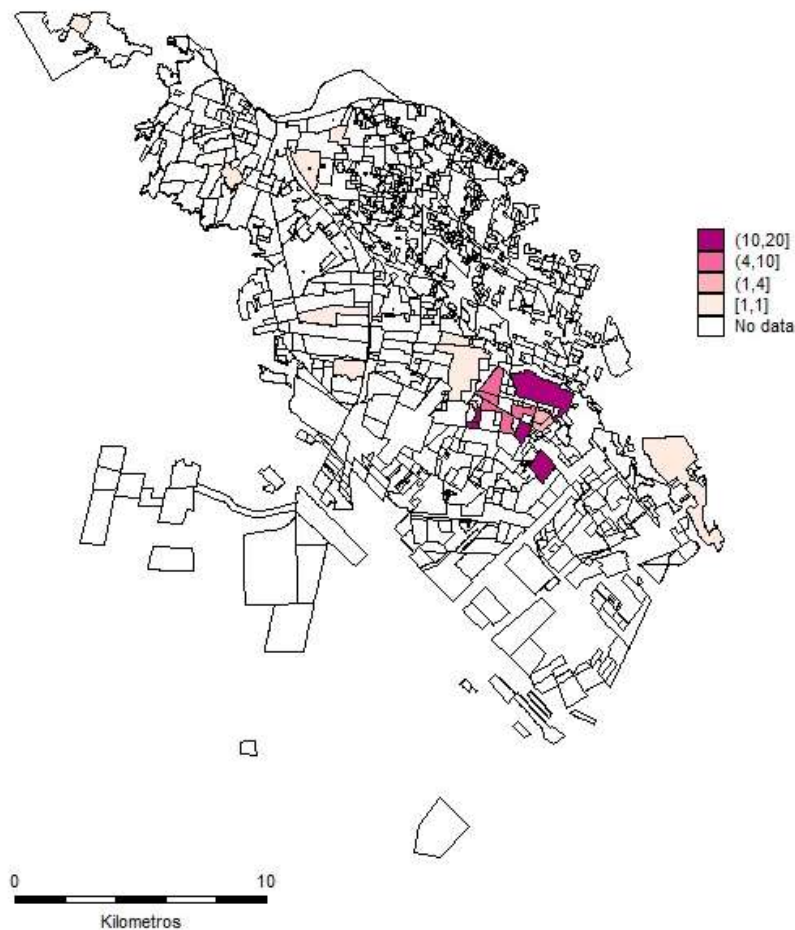 (10,20]
(4,10]
(1,4]
[1,1]
No data
0 10
Kilometros